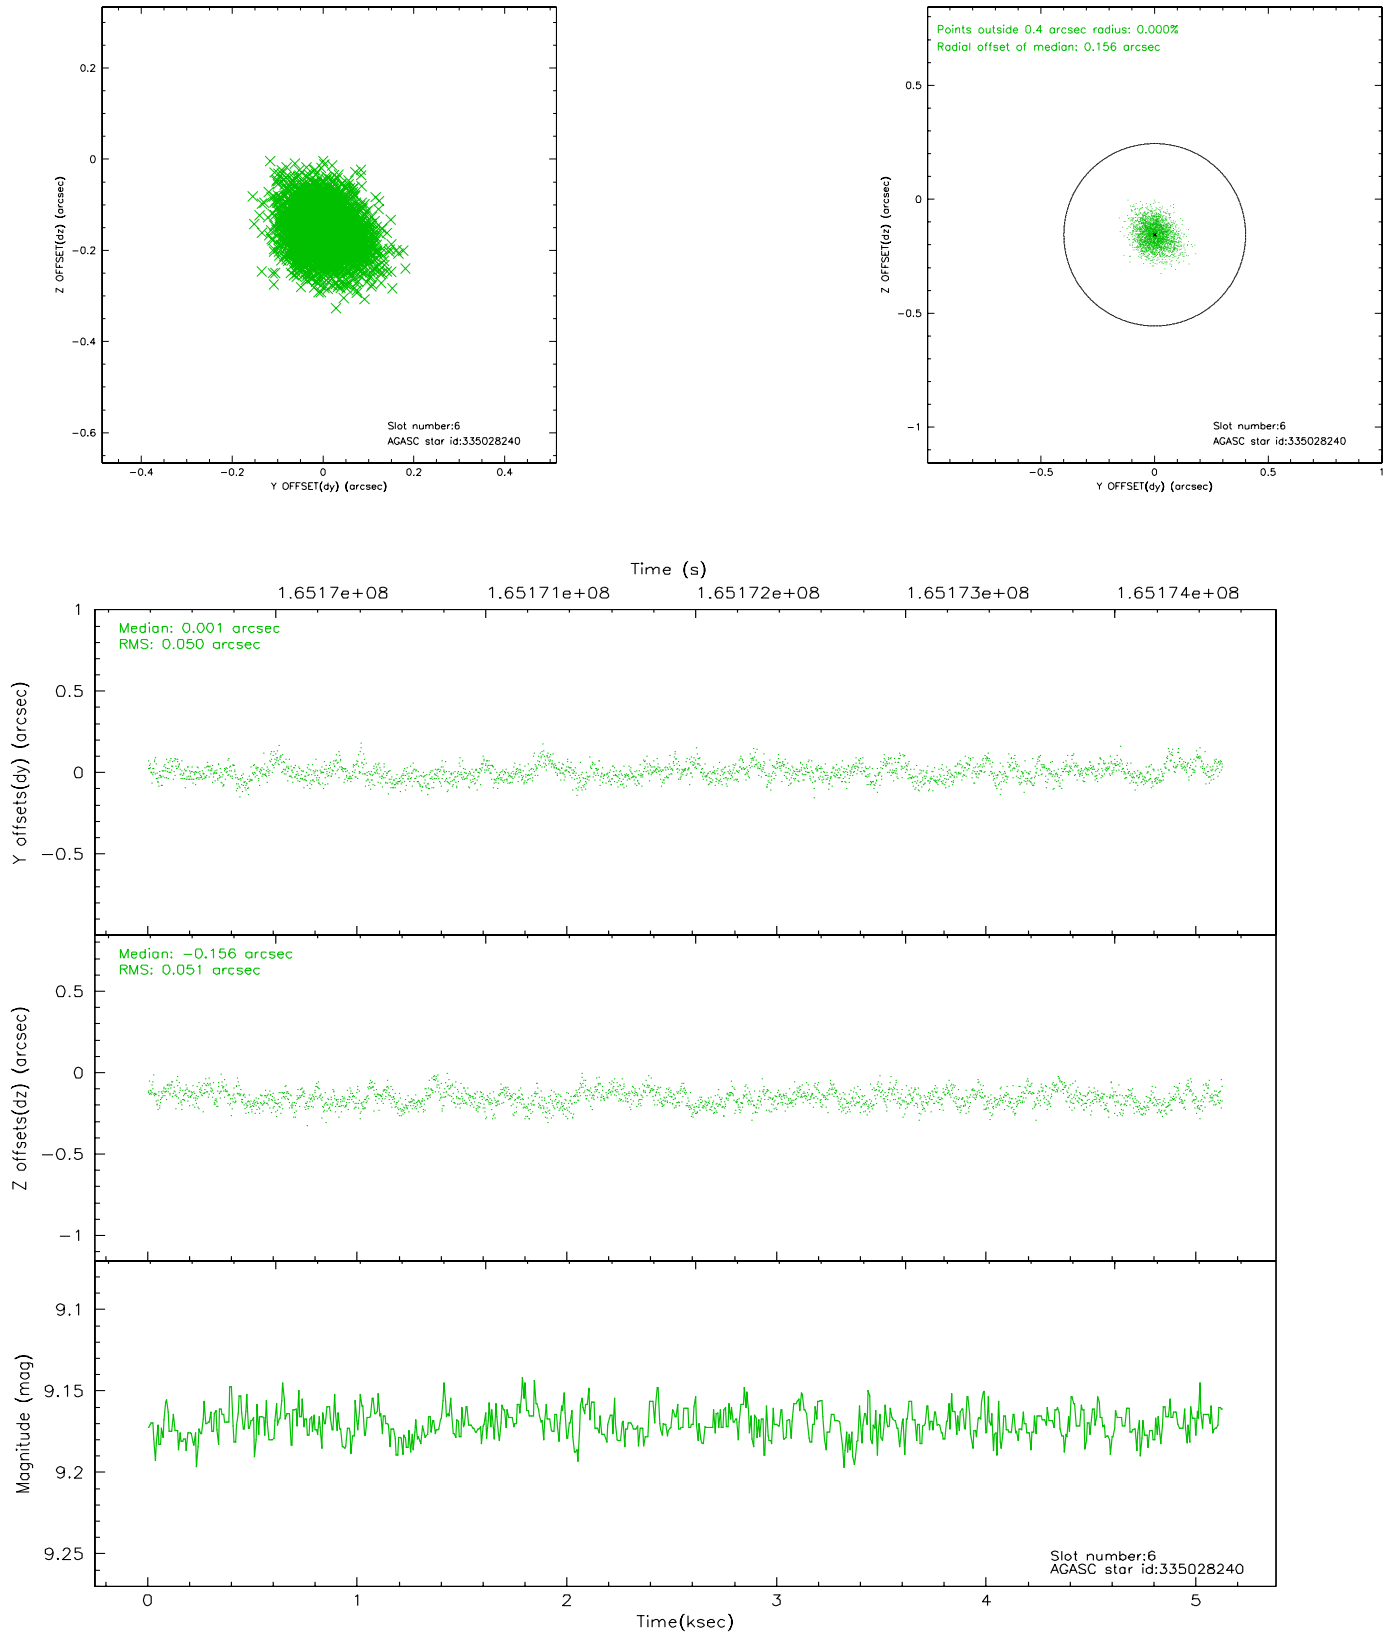 0.2
0
−0.2
−0.4
−0.6
Z OFFSET(dz) (arcsec)
Slot number:6
AGASC star id:335028240
−0.4 −0.2 0 0.2 0.4
Y OFFSET(dy) (arcsec)
Points outside 0.4 arcsec radius: 0.000%
Radial offset of median: 0.156 arcsec
0.5
0
−0.5
−1
Z OFFSET(dz) (arcsec)
Slot number:6
AGASC star id:335028240
−0.5 0 0.5 1
Y OFFSET(dy) (arcsec)
Time (s)
1.6517e+08 1.65171e+08 1.65172e+08 1.65173e+08 1.65174e+08
Median: 0.001 arcsec
RMS: 0.050 arcsec
1
0.5
0
−0.5
Y offsets(dy) (arcsec)
Median: −0.156 arcsec
RMS: 0.051 arcsec
0.5
0
−0.5
−1
Z offsets(dz) (arcsec)
9.1
9.15
9.2
9.25
Magnitude (mag)
Slot number:6
AGASC star id:335028240
0 1 2 3 4 5
Time(ksec)